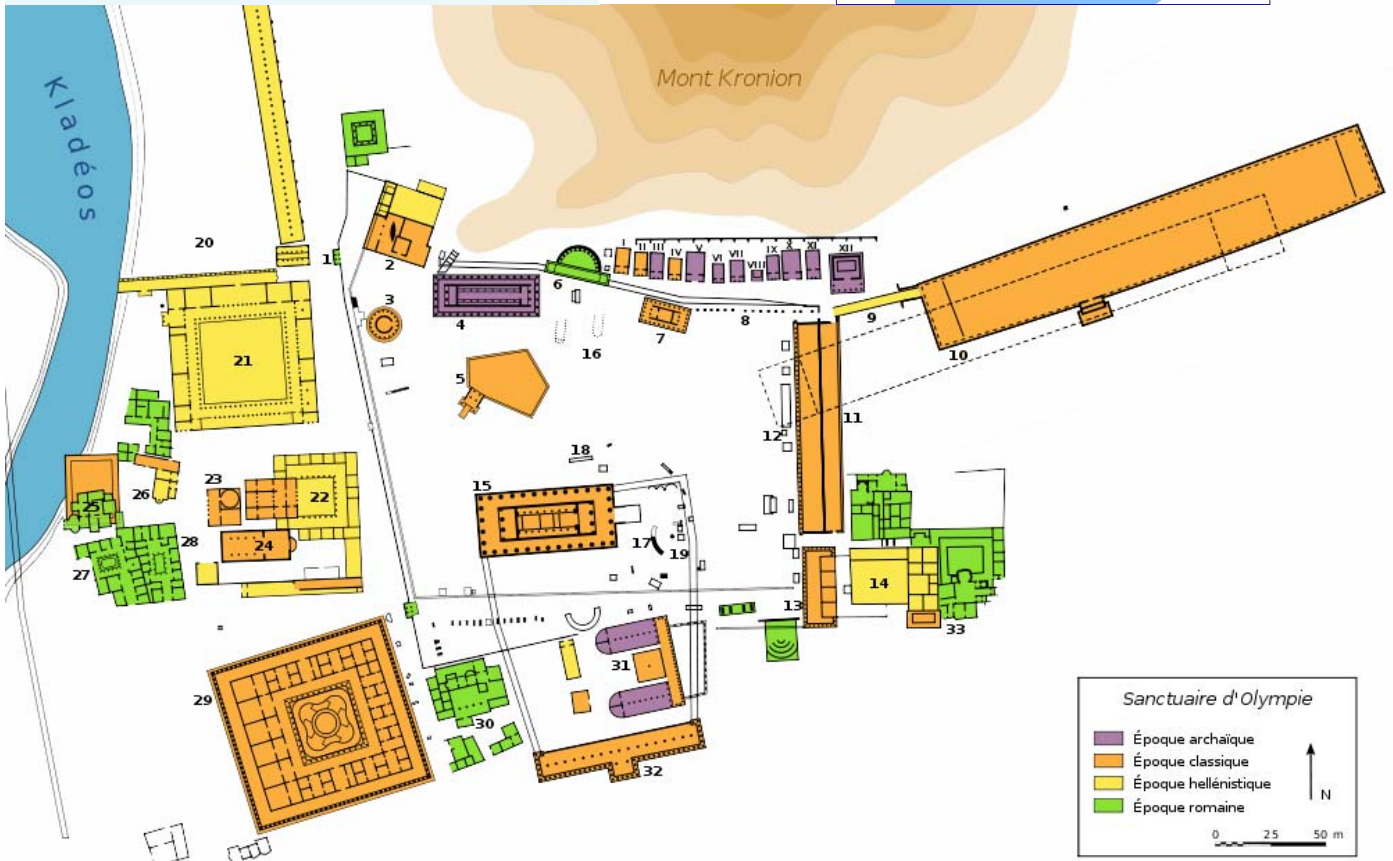 Mont Kronion
Kladéos
20
1
2
3
4
5
6
I
II
III
IV
V
VI
VII
VIII
IX
X
XI
XII
7
8
9
10
16
21
11
12
18
15
26
25
23
22
24
28
27
17
19
14
13
33
29
31
30
32
Sanctuaire d'Olympie
Époque archaïque
Époque classique
Époque hellénistique
Époque romaine
N
0 25 50 m